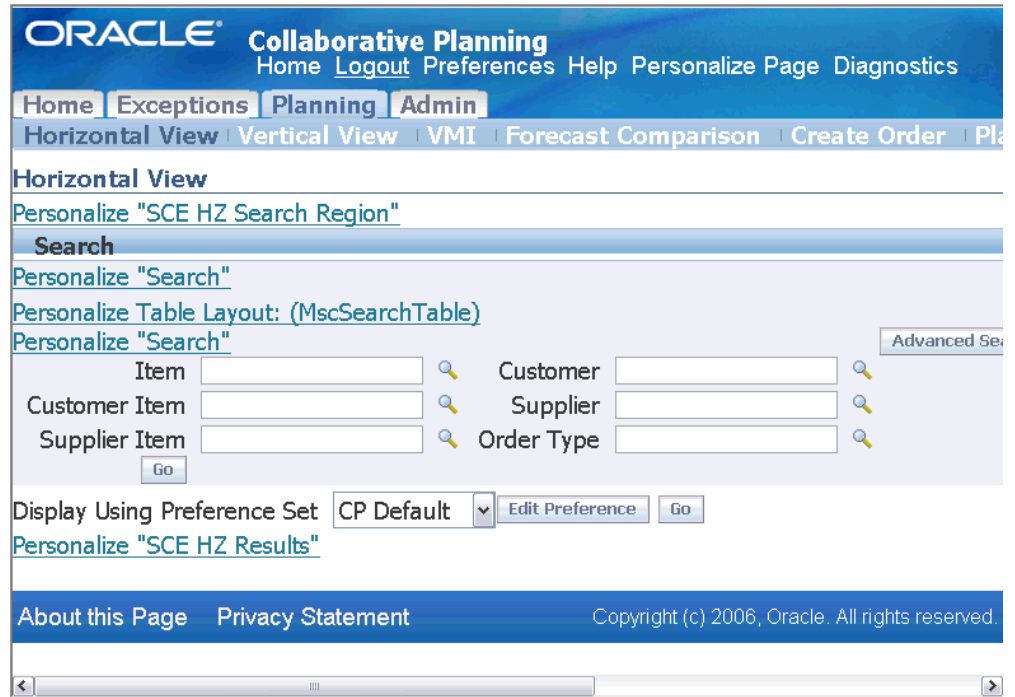 ORACLE® Collaborative Planning
Home Logout Preferences Help Personalize Page Diagnostics
Home Exceptions Planning Admin
Horizontal View Vertical View VMI Forecast Comparison Create Order
Horizontal View
Personalize "SCE HZ Search Region"
Search
Personalize "Search"
Personalize Table Layout: (MscSearchTable)
Personalize "Search" Advanced
Item Customer
Customer Item Supplier
Supplier Item Order Type
Go
Display Using Preference Set CP Default Edit Preference Go
Personalize "SCE HZ Results"
About this Page Privacy Statement Copyright (c) 2006, Oracle. All rights reserved.